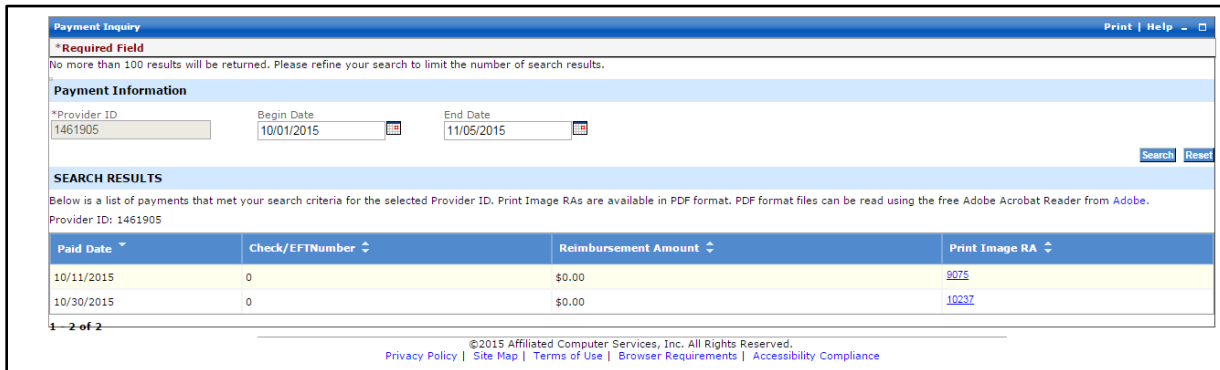 Payment Inquiry Print | Help
*Required Field
No more than 100 results will be returned. Please refine your search to limit the number of search results.
Payment Information
*Provider ID Begin Date End Date
1461905 10/01/2015 11/05/2015
Search Reset
SEARCH RESULTS
Below is a list of payments that met your search criteria for the selected Provider ID. Print Image RAs are available in PDF format. PDF format files can be read using the free Adobe Acrobat Reader from Adobe.
Provider ID: 1461905
Paid Date Check/EFTNumber Reimbursement Amount Print Image RA
10/11/2015 0 $0.00 9075
10/30/2015 0 $0.00 10237
1 - 2 of 2
©2015 Affiliated Computer Services, Inc. All Rights Reserved.
Privacy Policy | Site Map | Terms of Use | Browser Requirements | Accessibility Compliance